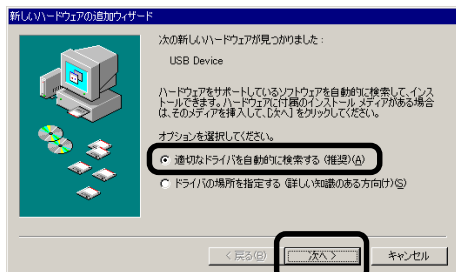 新しいハードウェアの追加ウィザード
次の新しいハードウェアが見つかりました：
USB Device
ハードウェアをサポートしているソフトウェアを自動的に検索して、インス
トールできます。ハードウェアに付属のインストール メディアがある場合
は、そのメディアを挿入して、[次へ] をクリックしてください。
オプションを選択してください。
適切なドライバを自動的に検索する (推奨)(A)
ドライバの場所を指定する (詳しい知識のある方向け)(S)
< 戻る(B) 次へ > キャンセル